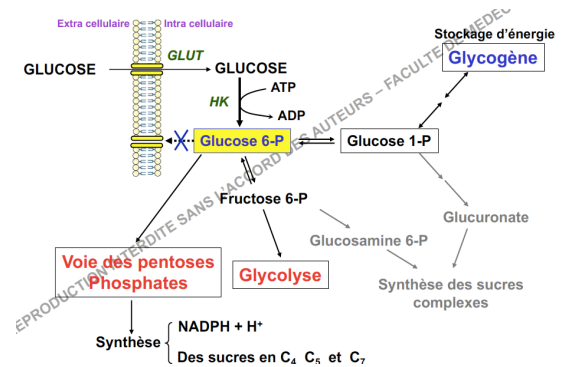 Stockage d'énergie
Extra cellulaire
Intra cellulaire
GLUT
GLUCOSE
GLUCOSE
Glycogène
ATP
HK
ADP
Glucose 6-P
Glucose 1-P
Fructose 6-P
Glucuronate
Glucosamine 6-P
Voie des pentoses
Phosphates
Glycolyse
Synthèse des sucres
complexes
Synthèse
NADPH + H⁺
Des sucres en C₄ C₅ et C₇
INTERDITE SANS L'ACCORD DES AUTEURS – FACULTE DE